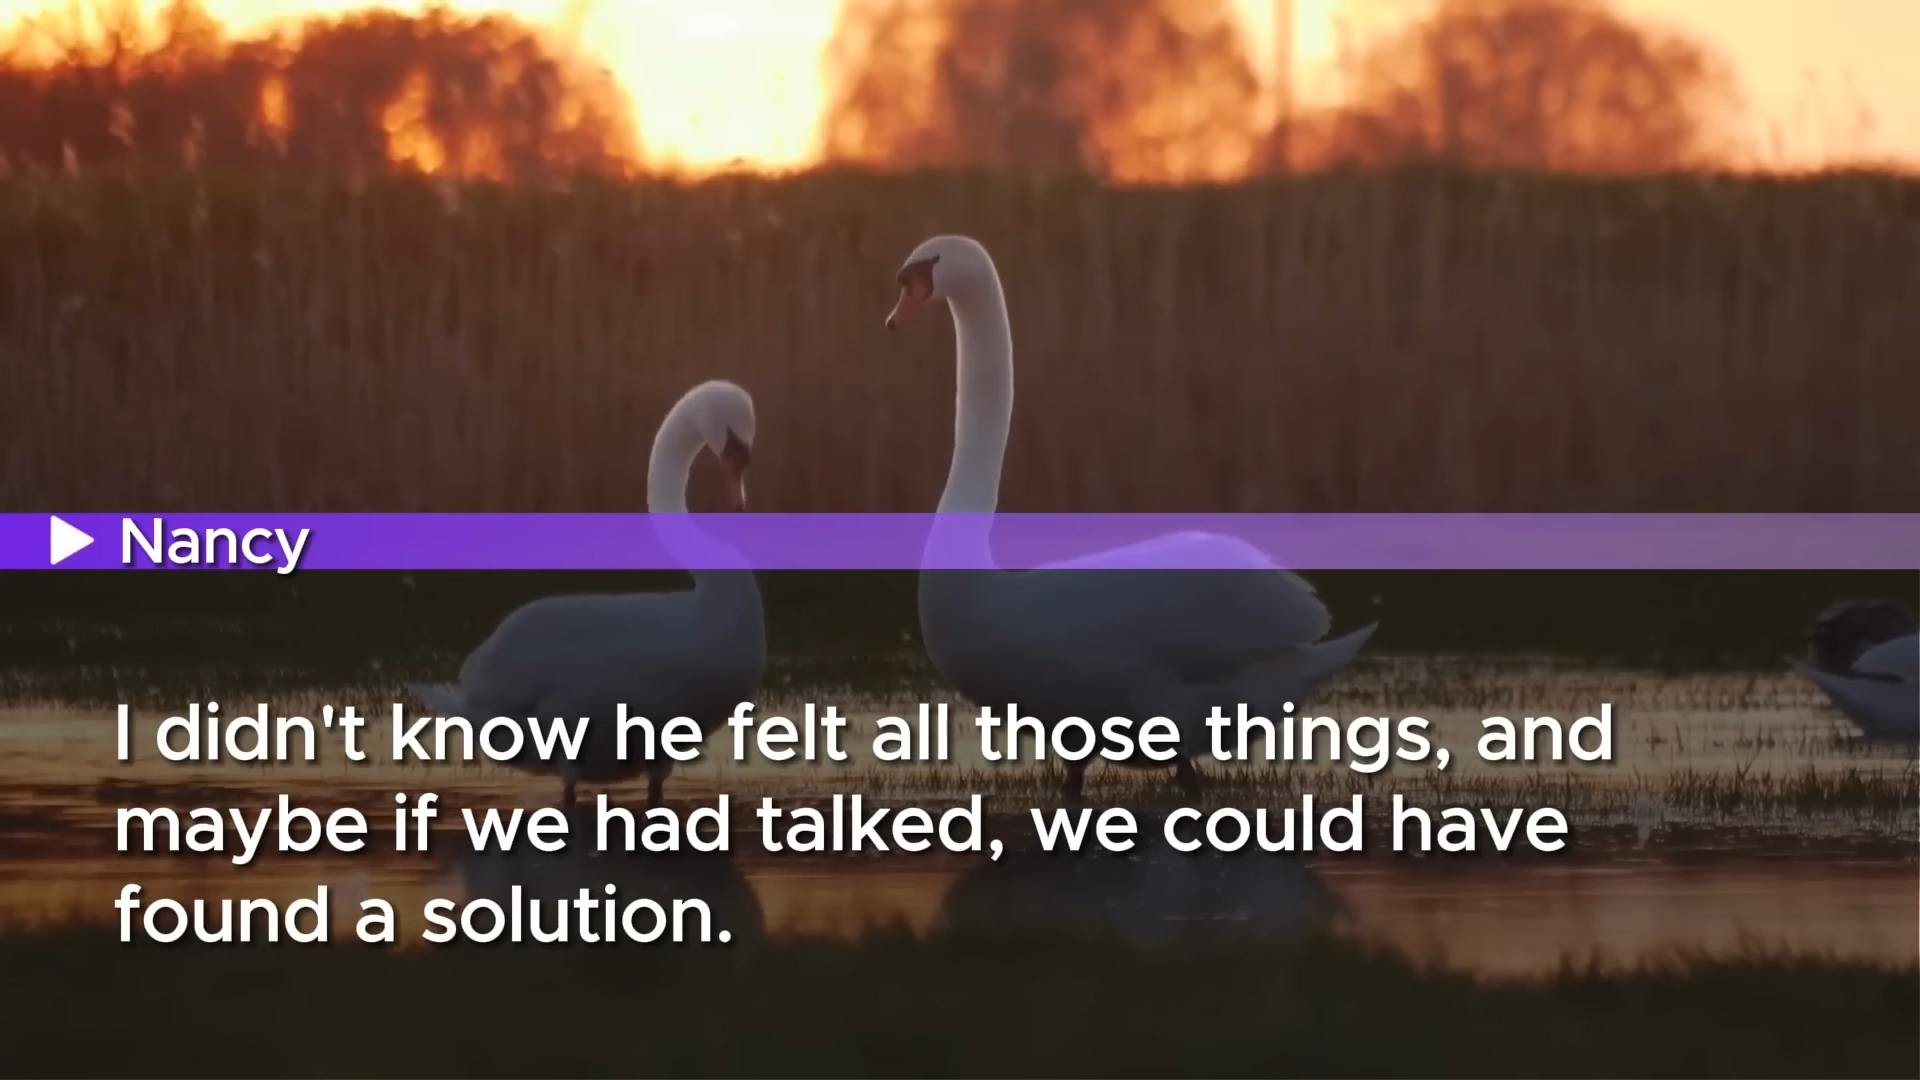 Nancy
I didn't know he felt all those things, and
maybe if we had talked, we could have
found a solution.